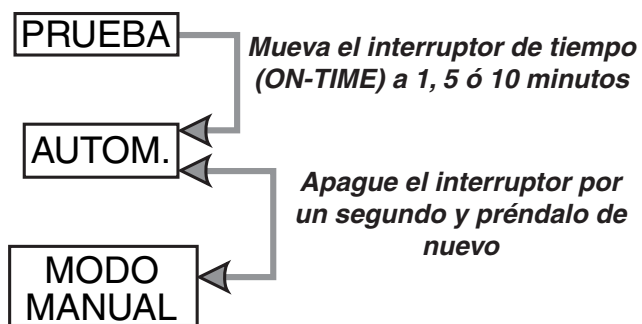 PRUEBA
Mueva el interruptor de tiempo
(ON-TIME) a 1, 5 ó 10 minutos
AUTOM.
Apague el interruptor por
un segundo y préndalo de
nuevo
MODO
MANUAL